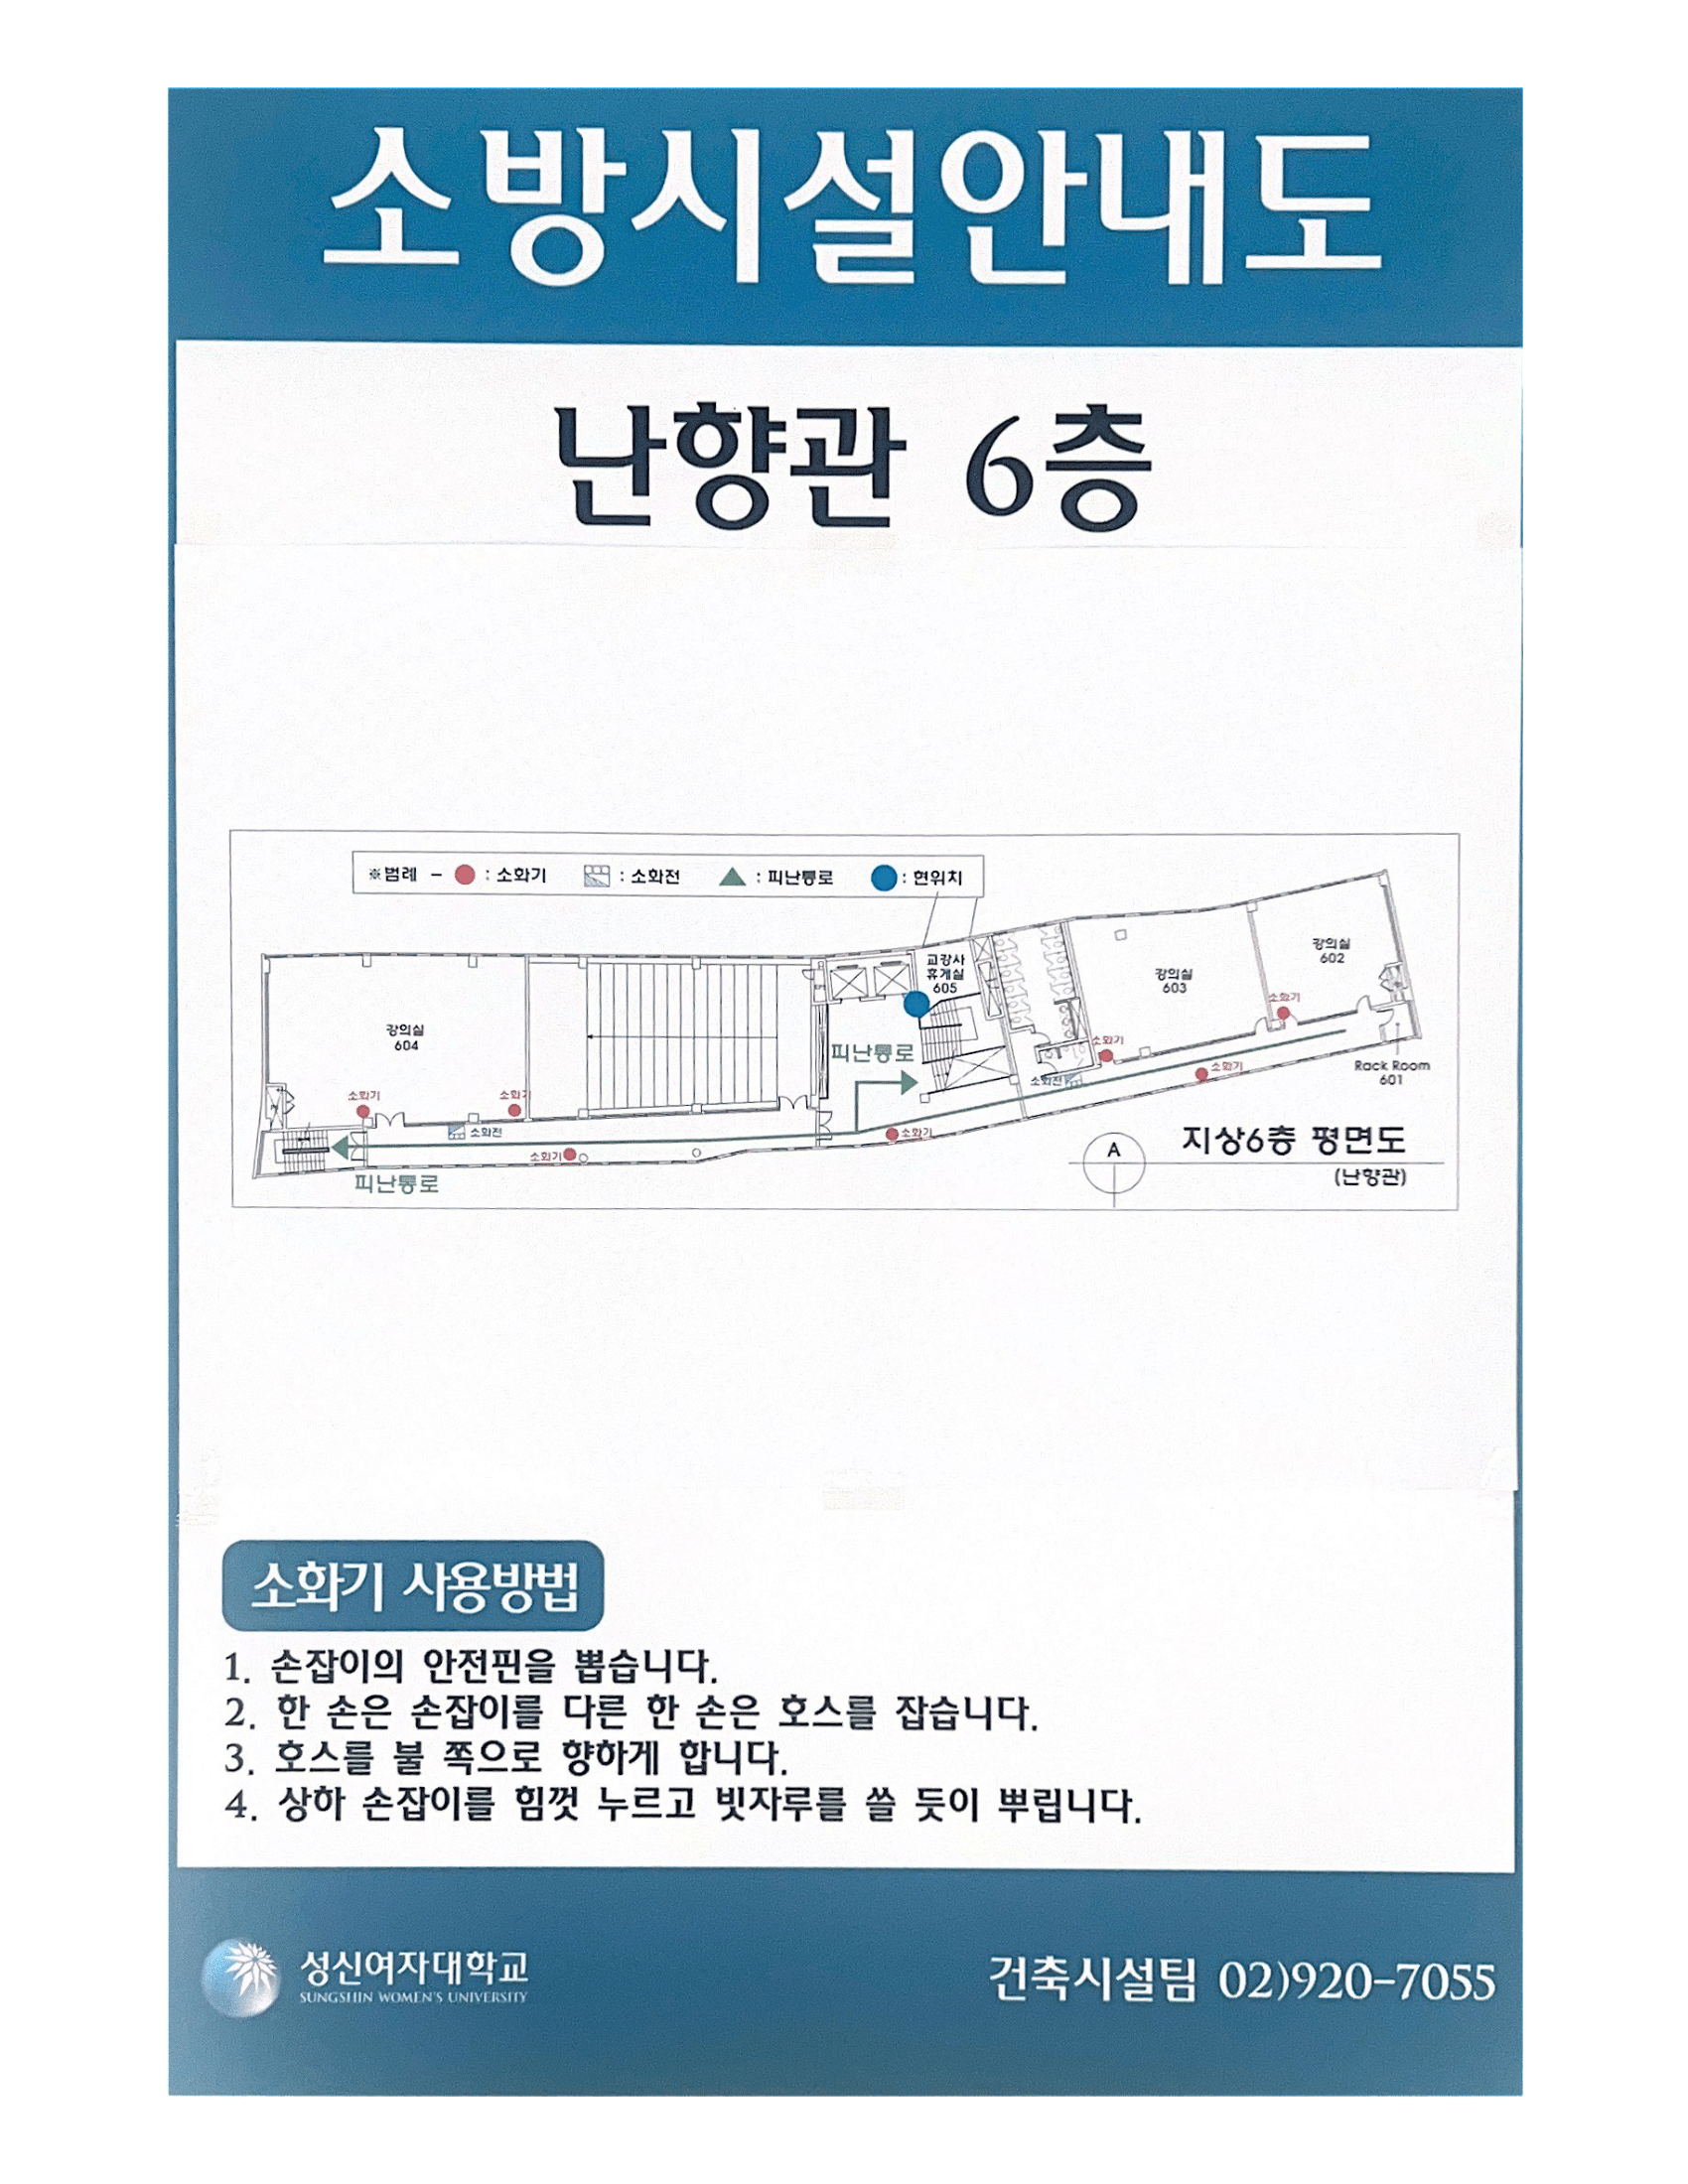 소방시설안내도
난향관 6층
※범례 - : 소화기 : 소화전 : 피난통로 : 현위치
강의실
604
교강사
휴게실
605
강의실
603
강의실
602
소화기
소화기
소화기
소화기
소화전
소화기
소화기
소화기
소화전
피난통로
피난통로
Rack Room
601
A
지상6층 평면도
(난향관)
소화기 사용방법
1. 손잡이의 안전핀을 뽑습니다.
2. 한 손은 손잡이를 다른 한 손은 호스를 잡습니다.
3. 호스를 불 쪽으로 향하게 합니다.
4. 상하 손잡이를 힘껏 누르고 빗자루를 쓸 듯이 뿌립니다.
성신여자대학교
SUNGSHIN WOMEN'S UNIVERSITY
건축시설팀 02)920-7055